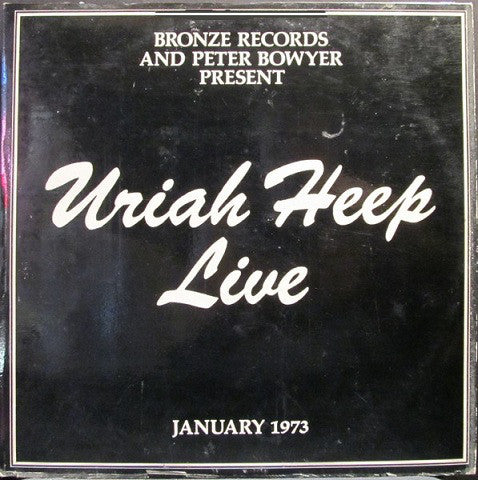 BRONZE RECORDS
AND PETER BOWYER
PRESENT
Uriah Heep
Live
JANUARY 1973